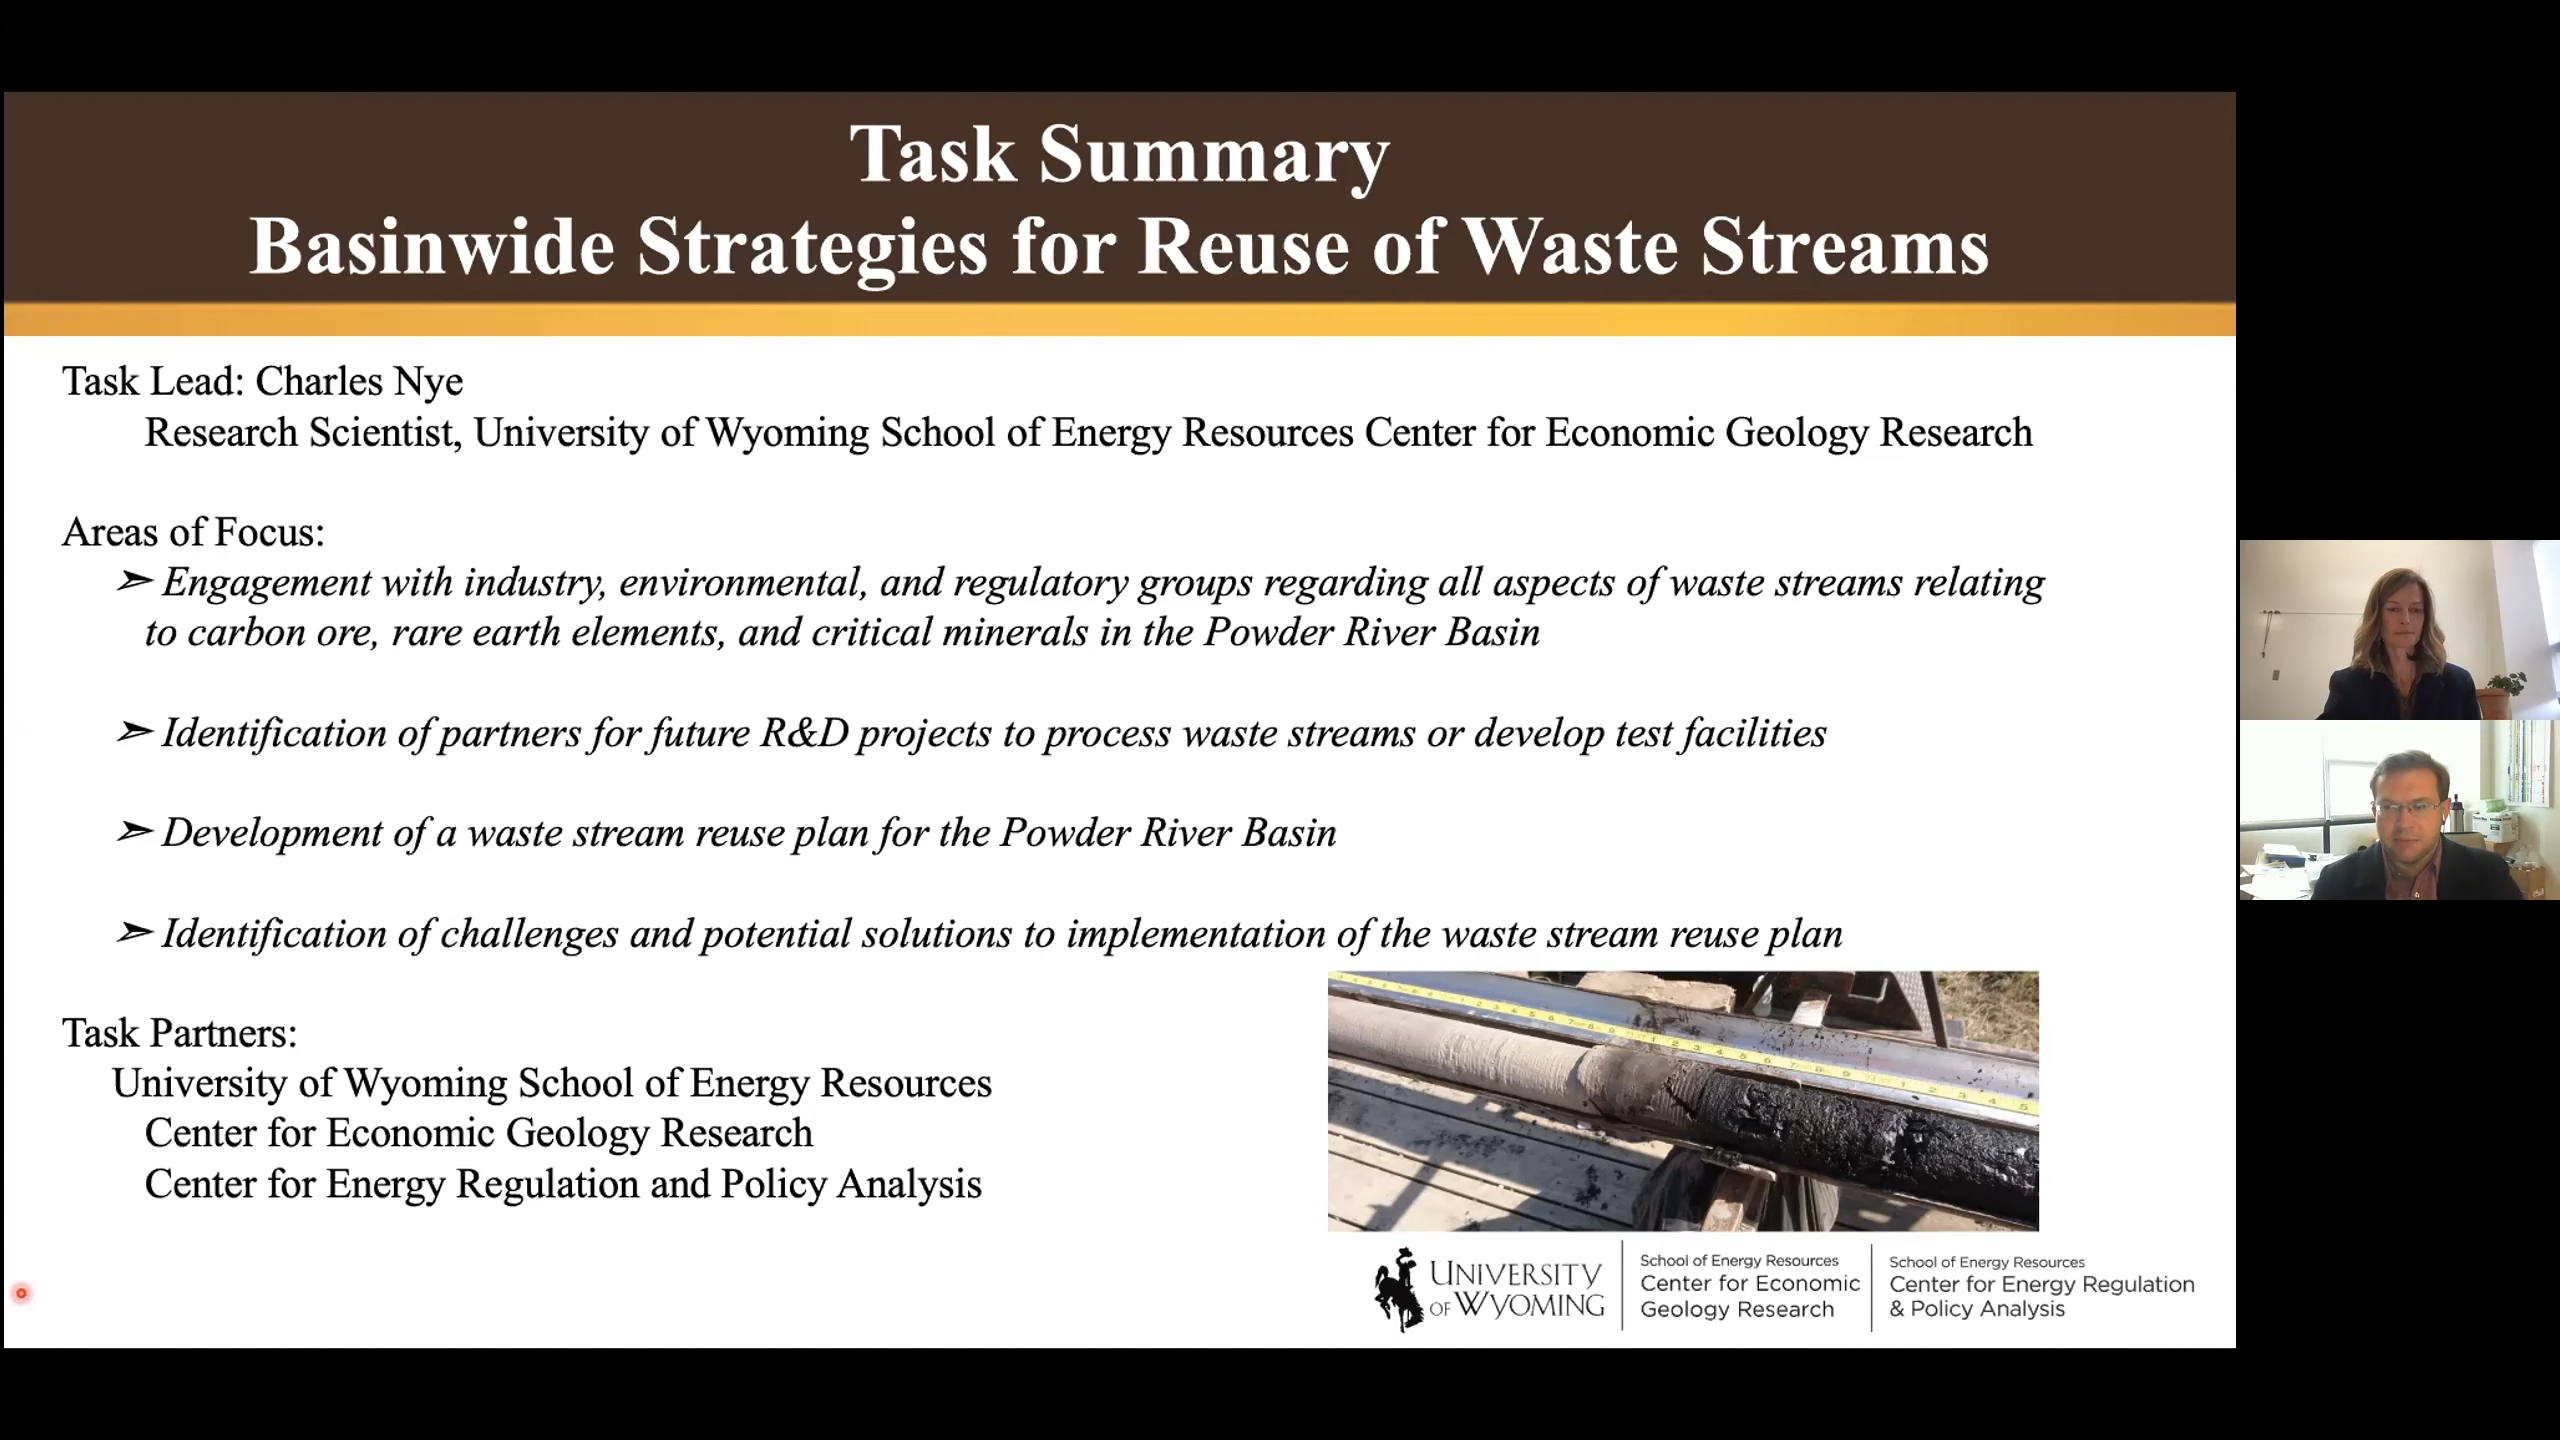 Task Summary
Basinwide Strategies for Reuse of Waste Streams
Task Lead: Charles Nye
Research Scientist, University of Wyoming School of Energy Resources Center for Economic Geology Research
Areas of Focus:
➢ Engagement with industry, environmental, and regulatory groups regarding all aspects of waste streams relating
to carbon ore, rare earth elements, and critical minerals in the Powder River Basin
➢ Identification of partners for future R&D projects to process waste streams or develop test facilities
➢ Development of a waste stream reuse plan for the Powder River Basin
➢ Identification of challenges and potential solutions to implementation of the waste stream reuse plan
Task Partners:
University of Wyoming School of Energy Resources
Center for Economic Geology Research
Center for Energy Regulation and Policy Analysis
UNIVERSITY
OF WYOMING
School of Energy Resources
Center for Economic
Geology Research
School of Energy Resources
Center for Energy Regulation
& Policy Analysis